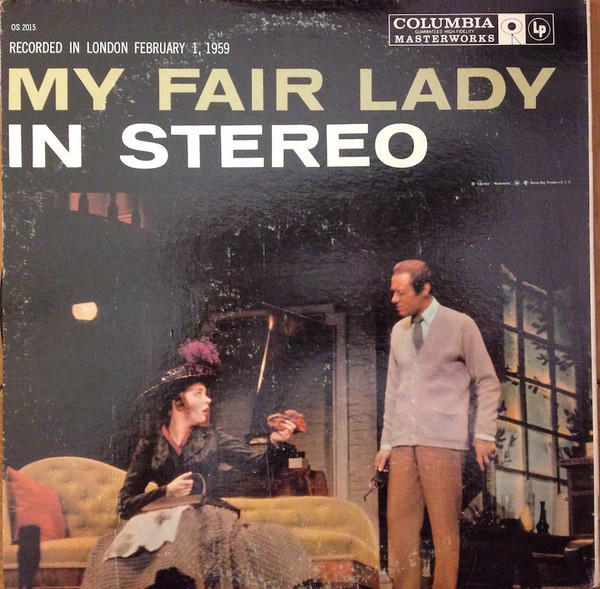 OS 2015
COLUMBIA
GUARANTEED HIGH-FIDELITY
MASTERWORKS
LP
RECORDED IN LONDON FEBRUARY 1, 1959
MY FAIR LADY
IN STEREO